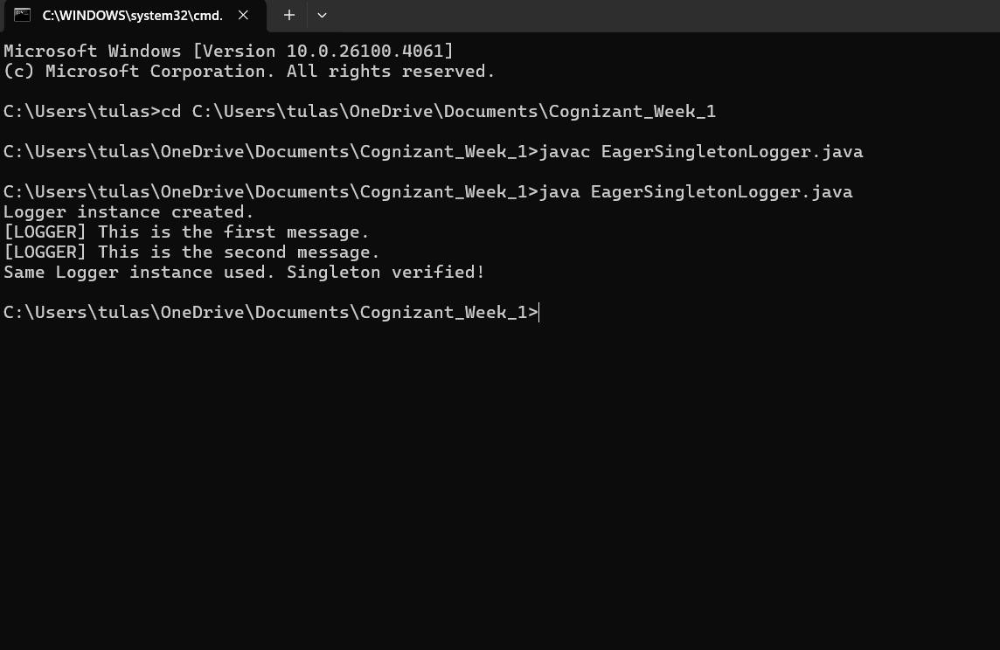 C:\WINDOWS\system32\cmd.
Microsoft Windows [Version 10.0.26100.4061]
(c) Microsoft Corporation. All rights reserved.
C:\Users\tulas>cd C:\Users\tulas\OneDrive\Documents\Cognizant_Week_1
C:\Users\tulas\OneDrive\Documents\Cognizant_Week_1>javac EagerSingletonLogger.java
C:\Users\tulas\OneDrive\Documents\Cognizant_Week_1>java EagerSingletonLogger.java
Logger instance created.
[LOGGER] This is the first message.
[LOGGER] This is the second message.
Same Logger instance used. Singleton verified!
C:\Users\tulas\OneDrive\Documents\Cognizant_Week_1>